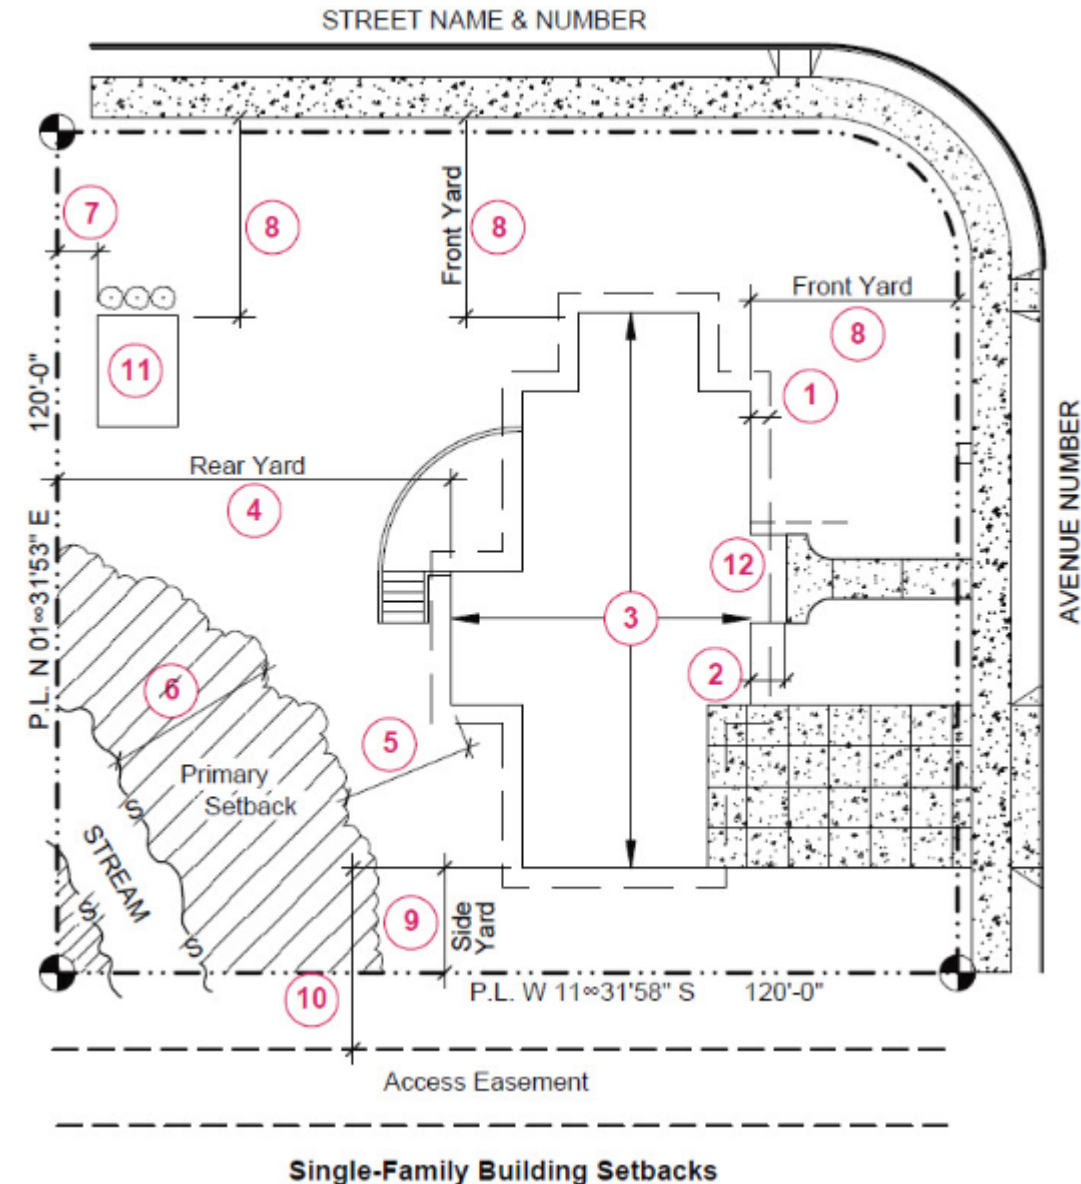 STREET NAME & NUMBER
7
8
Front Yard
8
Front Yard
8
11
1
120'-0"
Rear Yard
4
AVENUE NUMBER
P.L. N 01∞31'53" E
12
3
6
2
5
Primary
Setback
S
STREAM
S
S
9
Side
Yard
10
P.L. W 11∞31'58" S 120'-0"
Access Easement
Single-Family Building Setbacks